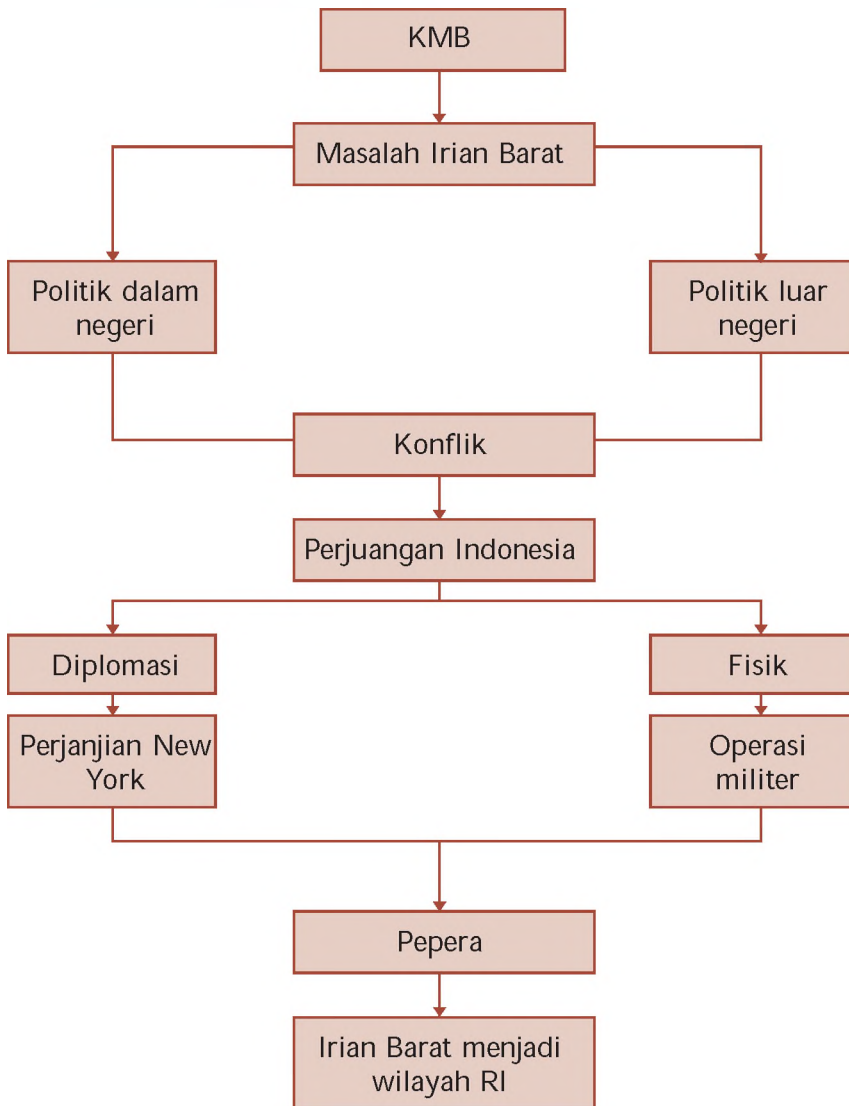 KMB
Masalah Irian Barat
Politik dalam
negeri
Politik luar
negeri
Konflik
Perjuangan Indonesia
Diplomasi
Fisik
Perjanjian New
York
Operasi
militer
Pepera
Irian Barat menjadi
wilayah RI